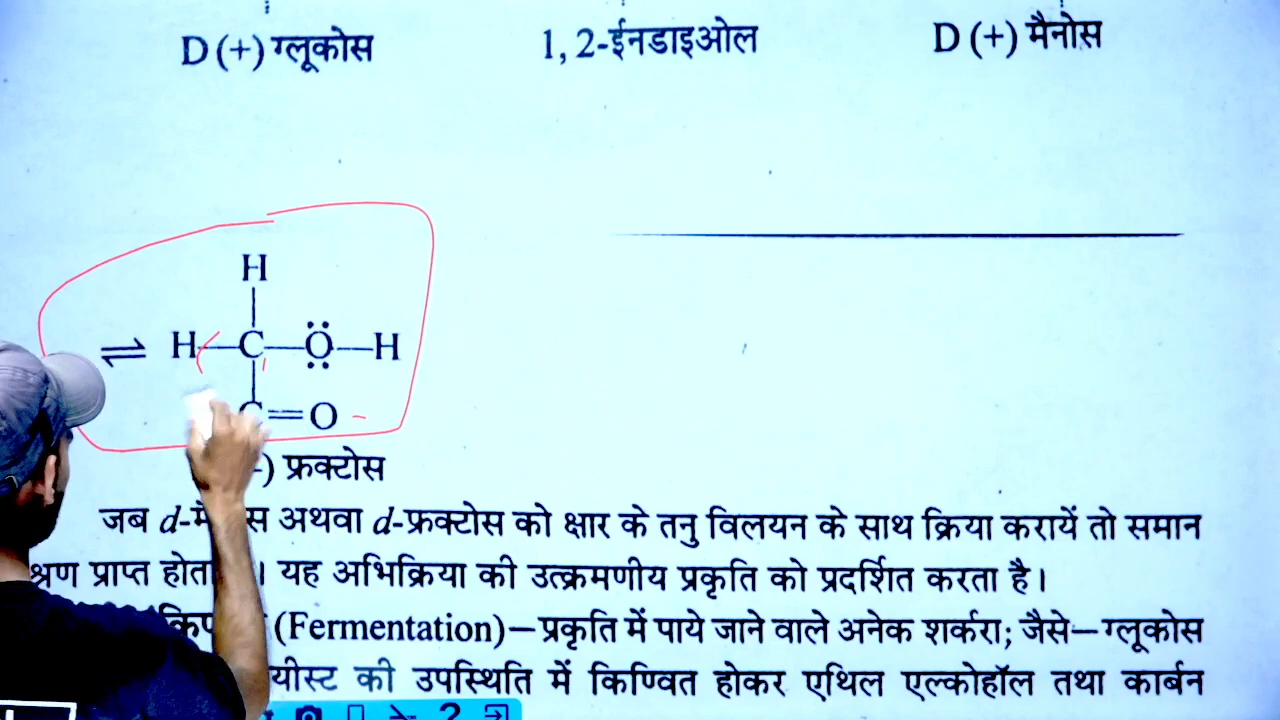 D (+) ग्लूकोस 1, 2-ईनडाइओल D (+) मैनोस
H
⇌ H—C—O—H
C=O
फ्रक्टोस
जब अथवा d-फ्रक्टोस को क्षार के तनु विलयन के साथ क्रिया करायें तो समान
प्राप्त यह अभिक्रिया की उत्क्रमणीय प्रकृति को प्रदर्शित करता है।
(Fermentation)—प्रकृति में पाये जाने वाले अनेक शर्करा; जैसे—ग्लूकोस
यीस्ट की उपस्थिति में किण्वित होकर एथिल एल्कोहॉल तथा कार्बन